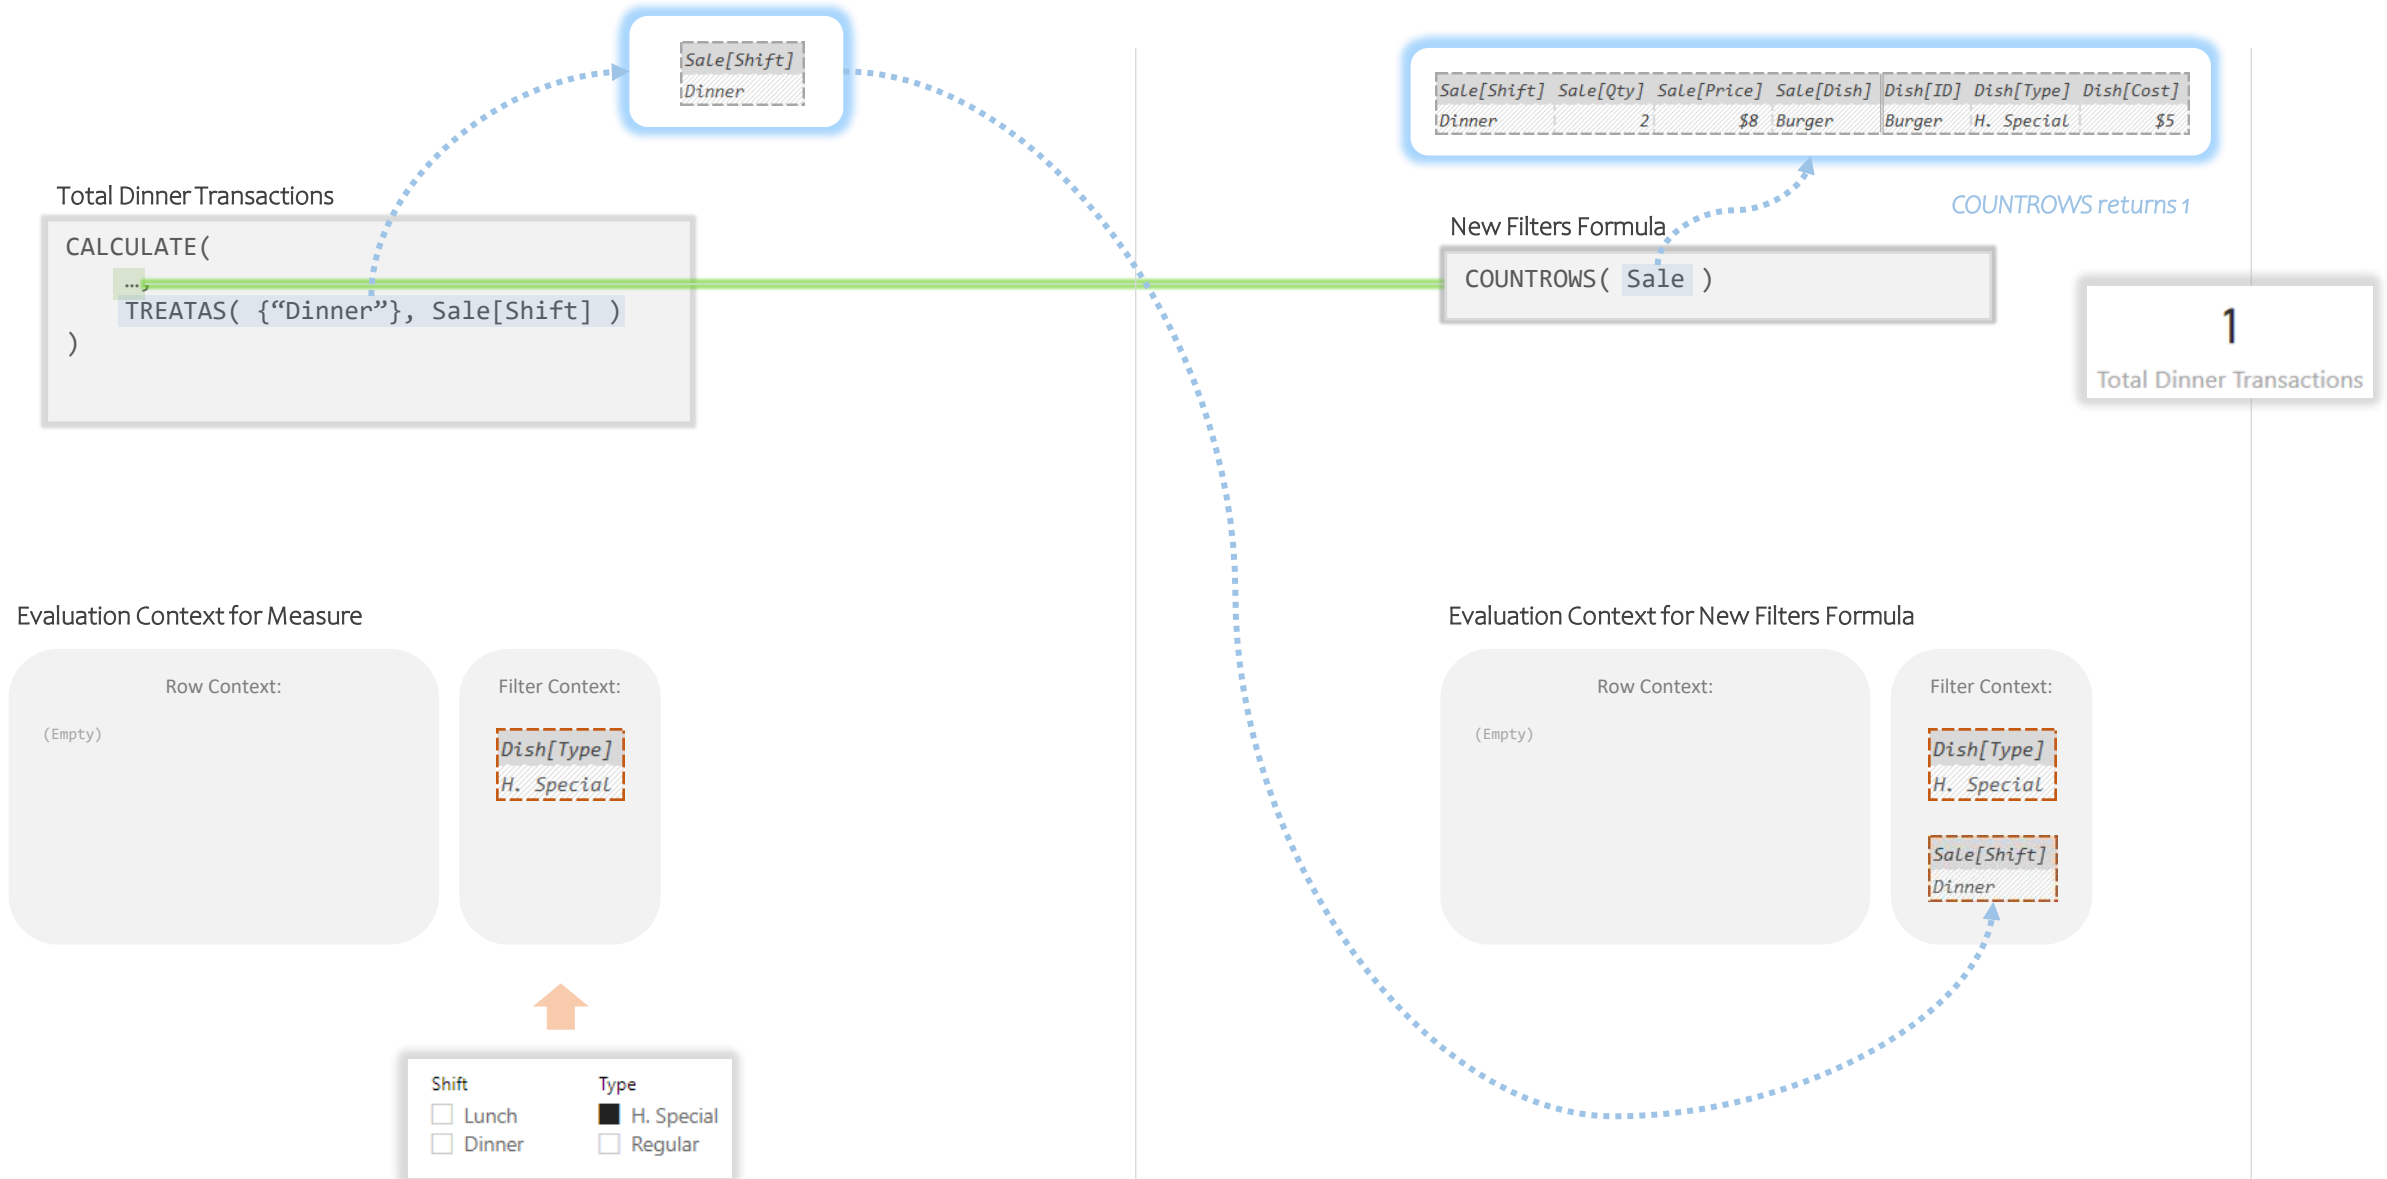 Sale[Shift]
Dinner
Total Dinner Transactions
CALCULATE(
…,
TREATAS( {“Dinner”}, Sale[Shift] )
)
Evaluation Context for Measure
Row Context:
(Empty)
Filter Context:
Dish[Type]
H. Special
Shift
Lunch
Dinner
Type
H. Special
Regular
Sale[Shift] Sale[Qty] Sale[Price] Sale[Dish] Dish[ID] Dish[Type] Dish[Cost]
Dinner 2 $8 Burger Burger H. Special $5
COUNTROWS returns 1
New Filters Formula
COUNTROWS( Sale )
1
Total Dinner Transactions
Evaluation Context for New Filters Formula
Row Context:
(Empty)
Filter Context:
Dish[Type]
H. Special
Sale[Shift]
Dinner